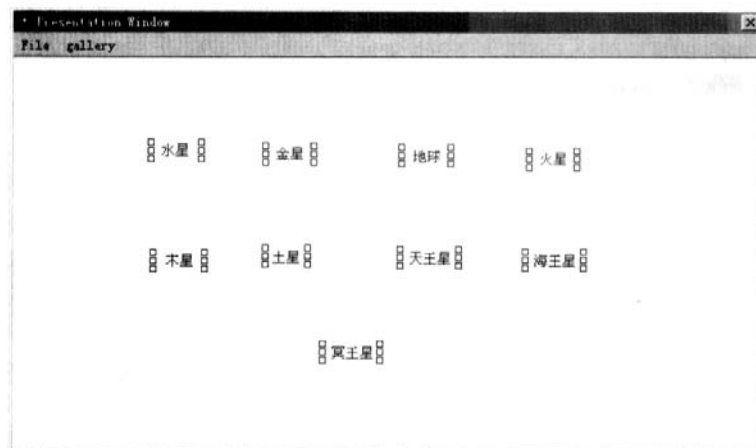 * Presentation Window
File gallery
水星 金星 地球 火星
木星 土星 天王星 海王星
冥王星